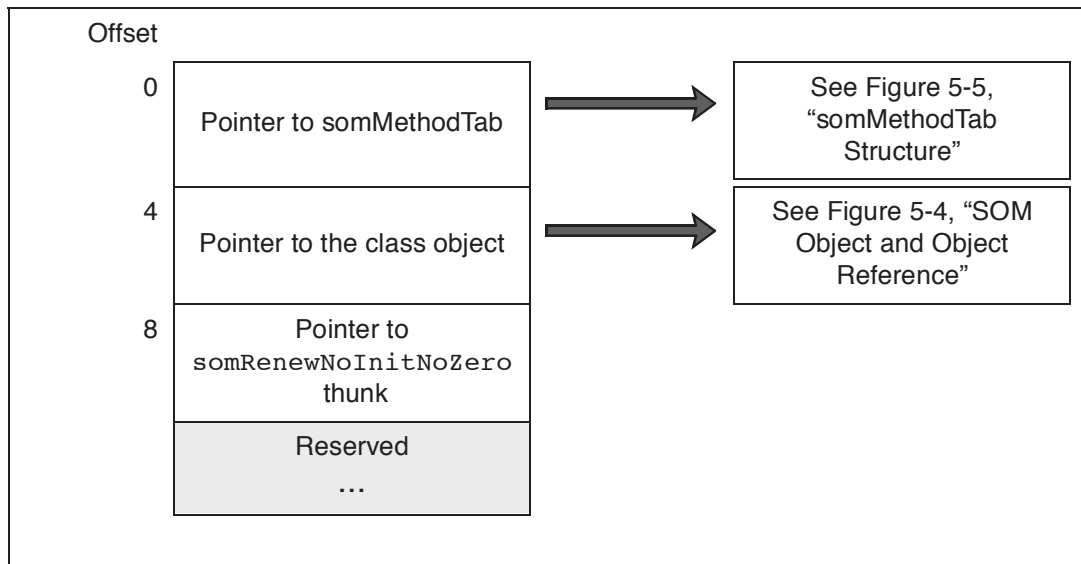 Offset
0
Pointer to somMethodTab
See Figure 5-5,
“somMethodTab
Structure”
4
Pointer to the class object
See Figure 5-4, “SOM
Object and Object
Reference”
8
Pointer to
somRenewNoInitNoZero
thunk
Reserved
...